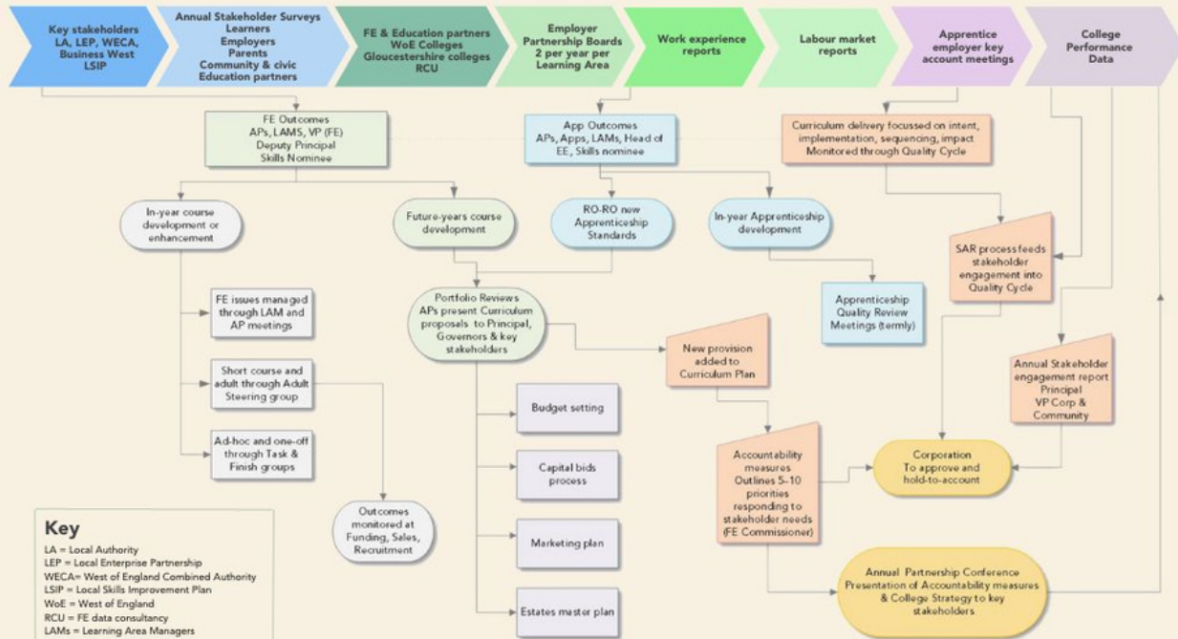 Key stakeholders
LA, LEP, WECA,
Business West
LSIP
Annual Stakeholder Surveys
Learners
Employers
Parents
Community & civic
Education partners
FE & Education partners
WoE Colleges
Gloucestershire colleges
RCU
Employer
Partnership Boards
2 per year per
Learning Area
Work experience
reports
Labour market
reports
Apprentice
employer key
account meetings
College
Performance
Data
FE Outcomes
APs, LAMS, VP (FE)
Deputy Principal
Skills Nominee
App Outcomes
APs, Apps, LAMs, Head of
EE, Skills nominee
Curriculum delivery focussed on intent,
implementation, sequencing, impact
Monitored through Quality Cycle
In-year course
development or
enhancement
Future-years course
development
RO-RO new
Apprenticeship
Standards
In-year Apprenticeship
development
SAR process feeds
stakeholder
engagement into
Quality Cycle
FE issues managed
through LAM and
AP meetings
Portfolio Reviews
APs present Curriculum
proposals to Principal,
Governors & key
stakeholders
Apprenticeship
Quality Review
Meetings (termly)
New provision
added to
Curriculum Plan
Annual Stakeholder
engagement report
Principal
VP Corp &
Community
Short course and
adult through Adult
Steering group
Budget setting
Ad-hoc and one-off
through Task &
Finish groups
Capital bids
process
Accountability
measures
Outlines 5-10
priorities
responding to
stakeholder needs
(FE Commissioner)
Corporation
To approve and
hold-to-account
Outcomes
monitored at
Funding, Sales,
Recruitment
Marketing plan
Estates master plan
Annual Partnership Conference
Presentation of Accountability measures
& College Strategy to key
stakeholders
Key
LA = Local Authority
LEP = Local Enterprise Partnership
WECA= West of England Combined Authority
LSIP = Local Skills Improvement Plan
WoE = West of England
RCU = FE data consultancy
LAMs = Learning Area Managers